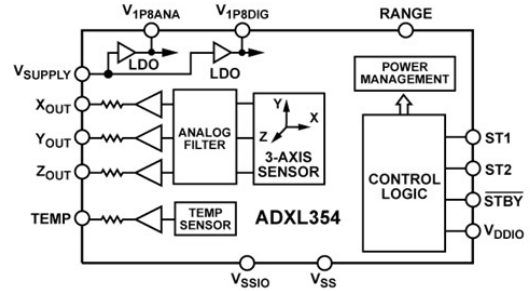 V1P8ANA
V1P8DIG
RANGE
LDO
LDO
POWER
MANAGEMENT
VSUPPLY
XOUT
YOUT
ZOUT
TEMP
ANALOG
FILTER
Y
X
Z
3-AXIS
SENSOR
TEMP
SENSOR
ADXL354
CONTROL
LOGIC
ST1
ST2
STBY
VDDIO
VSSIO
VSS